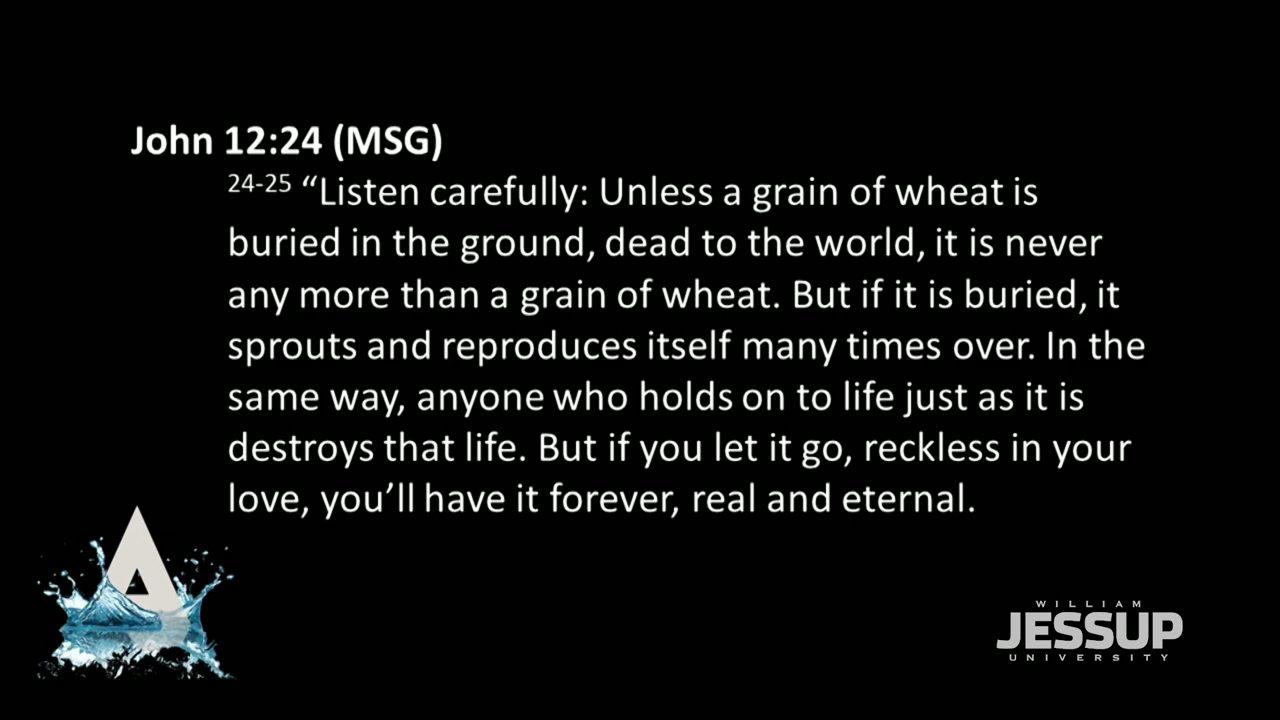 John 12:24 (MSG)
24-25 “Listen carefully: Unless a grain of wheat is
buried in the ground, dead to the world, it is never
any more than a grain of wheat. But if it is buried, it
sprouts and reproduces itself many times over. In the
same way, anyone who holds on to life just as it is
destroys that life. But if you let it go, reckless in your
love, you’ll have it forever, real and eternal.
A
WILLIAM
JESSUP
UNIVERSITY